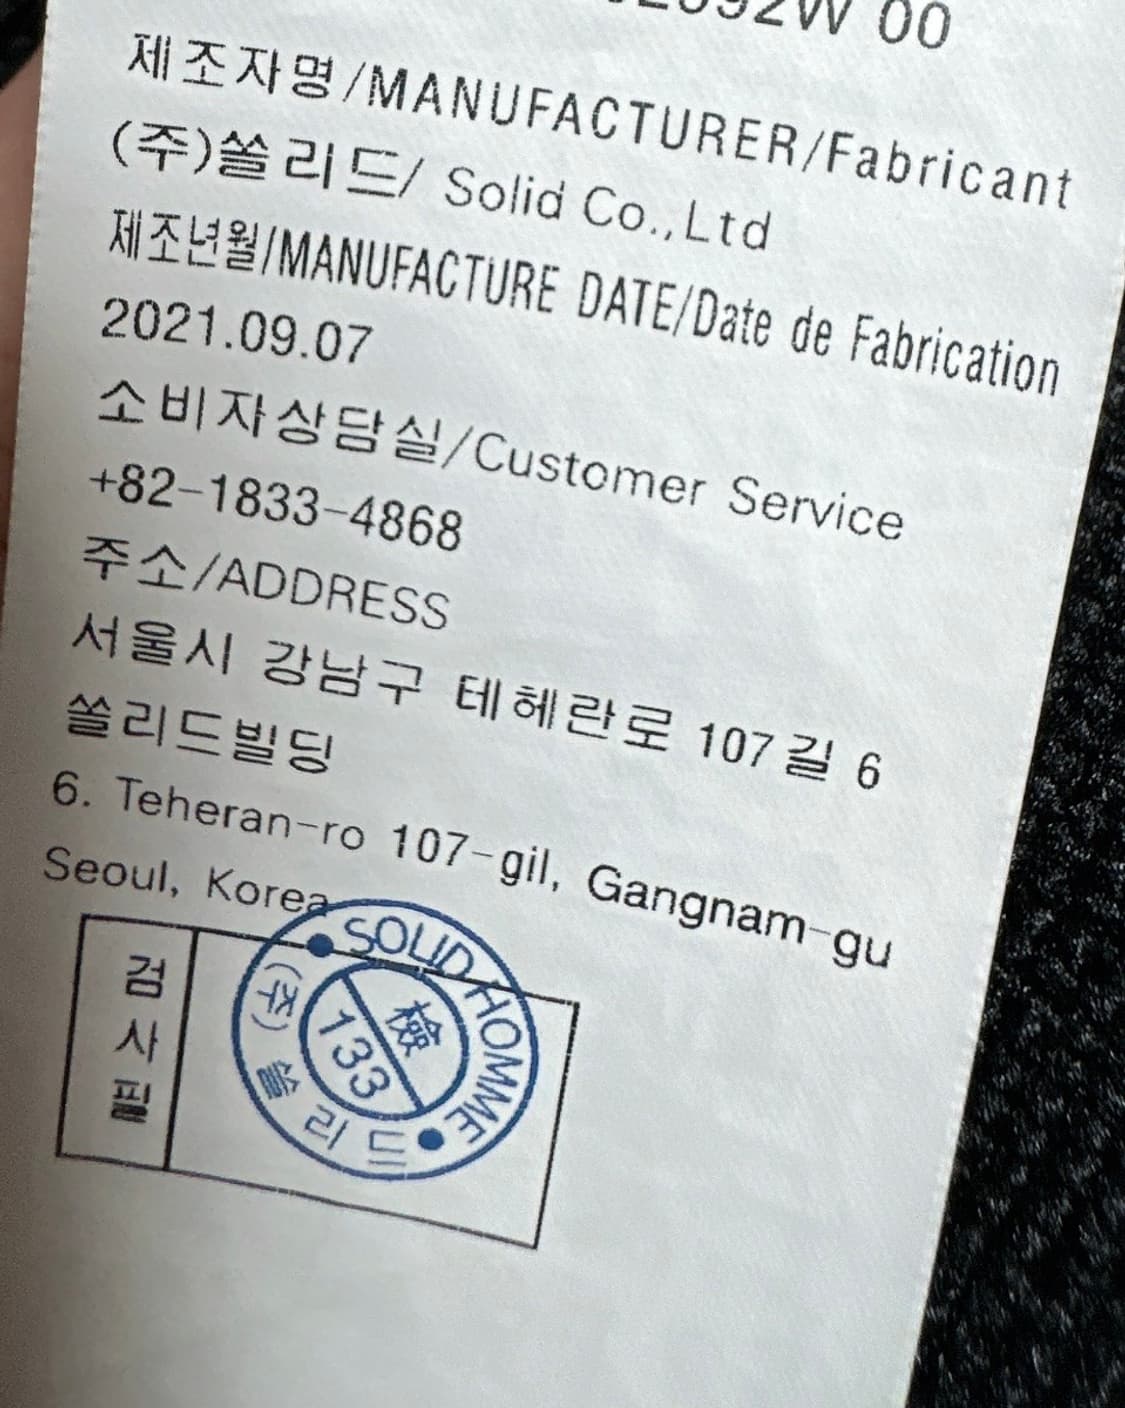 92W 00
제조자명/MANUFACTURER/Fabricant
(주)쏠리드/ Solid Co.,Ltd
제조년월/MANUFACTURE DATE/Date de Fabrication
2021.09.07
소비자상담실/Customer Service
+82-1833-4868
주소/ADDRESS
서울시 강남구 테헤란로 107길 6
쏠리드빌딩
6. Teheran-ro 107-gil, Gangnam-gu
Seoul, Korea
검사필
SOLID HOMME
檢
133
(주)쏠리드